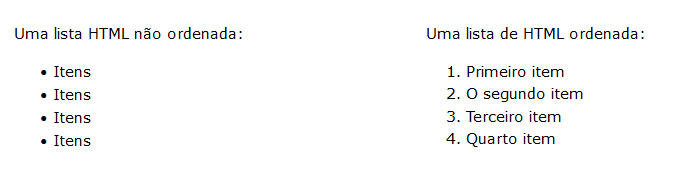 Uma lista HTML não ordenada:
• Itens
• Itens
• Itens
• Itens
Uma lista de HTML ordenada:
1. Primeiro item
2. O segundo item
3. Terceiro item
4. Quarto item